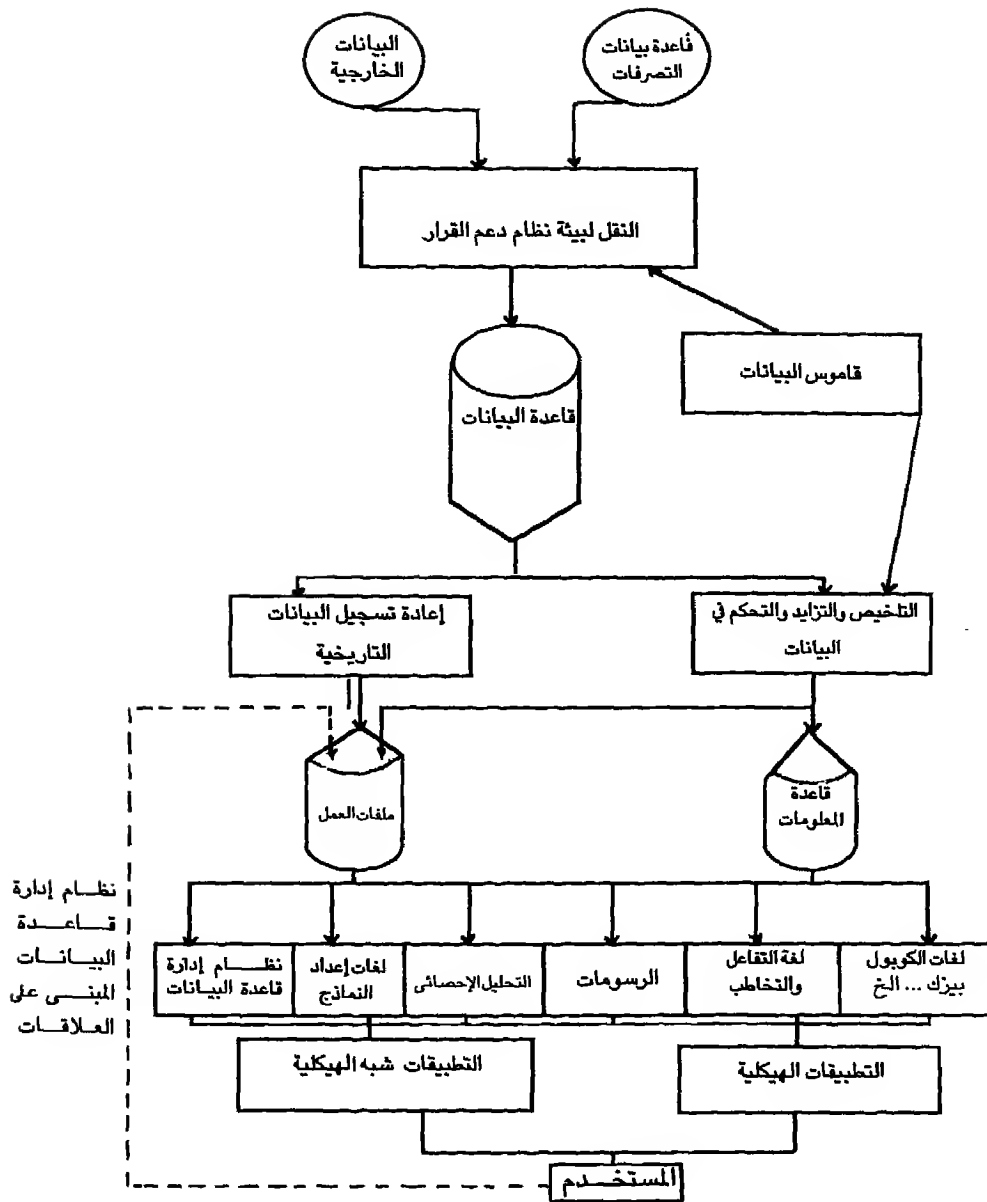 قاعدة بيانات
التصرفات
البيانات
الخارجية
النقل لبيئة نظام دعم القرار
قاموس البيانات
قاعدة البيانات
التلخيص والتزايد والتحكم في
البيانات
إعادة تسجيل البيانات
التاريخية
قاعدة
المعلومات
ملفات العمل
نظام إدارة
قاعدة
البيانات
المبنى على
العلاقات
لغات الكوبول
بيزك ... الخ
لغة التفاعل
والتخاطب
الرسومات
التحليل الإحصائى
لغات إعداد
النماذج
نظام إدارة
قاعدة البيانات
التطبيقات الهيكلية
التطبيقات شبه الهيكلية
المستخدم